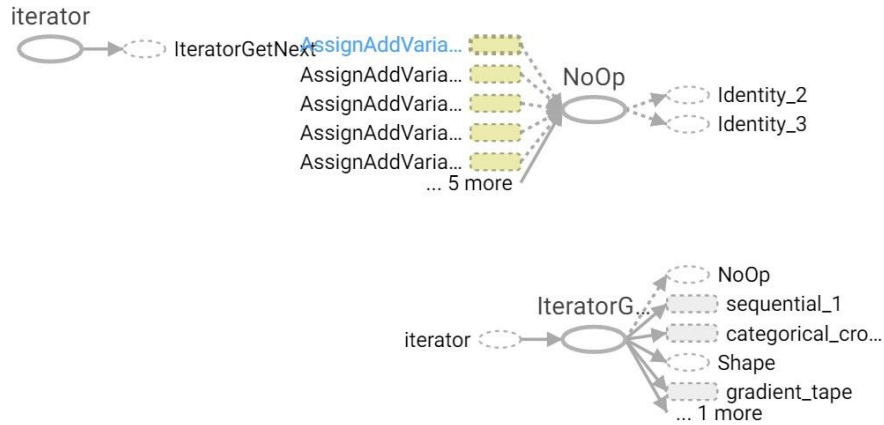 iterator
IteratorGetNext
AssignAddVaria...
AssignAddVaria...
AssignAddVaria...
AssignAddVaria...
AssignAddVaria...
... 5 more
NoOp
Identity_2
Identity_3
iterator
IteratorG...
NoOp
sequential_1
categorical_cro...
Shape
gradient_tape
... 1 more